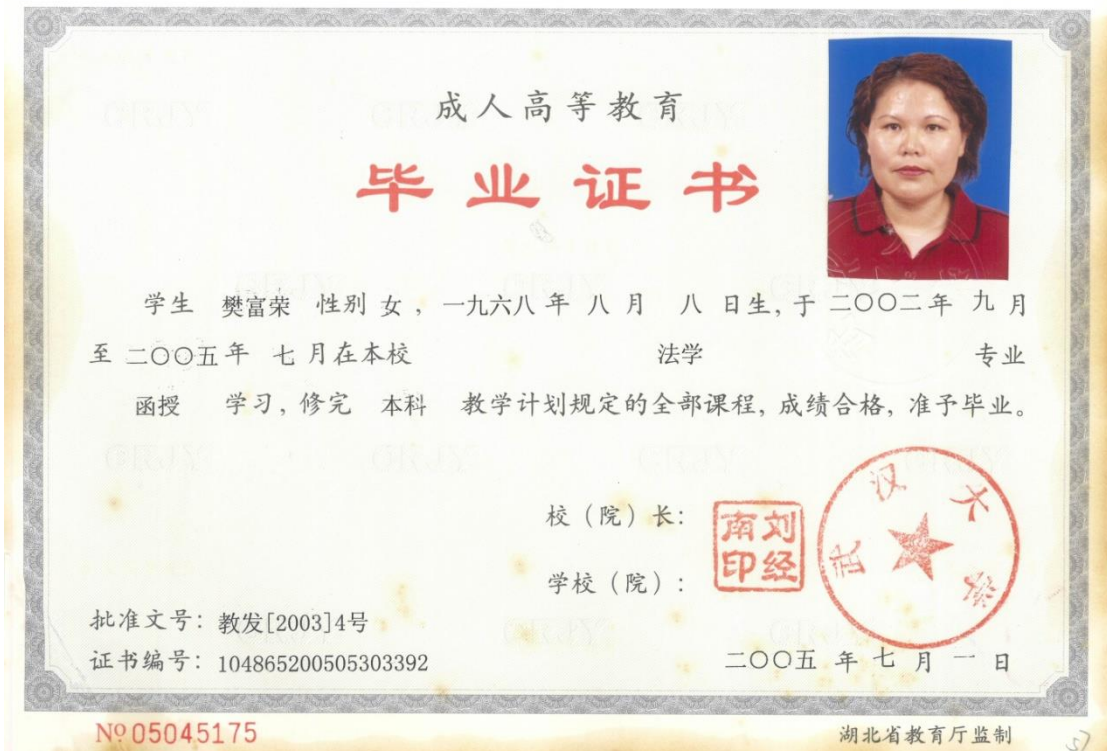 成人高等教育
毕业证书
学生 樊富荣 性别 女 , 一九六八 年 八 月 八 日生, 于 二〇〇二 年 九 月
至 二〇〇五 年 七 月在本校 法学 专业
函授 学习, 修完 本科 教学计划规定的全部课程, 成绩合格, 准予毕业。
校（院）长:
刘经南印
学校（院）:
武汉大学
批准文号: 教发[2003]4号
证书编号: 104865200505303392
二〇〇五 年 七 月 一 日
№ 05045175
湖北省教育厅监制